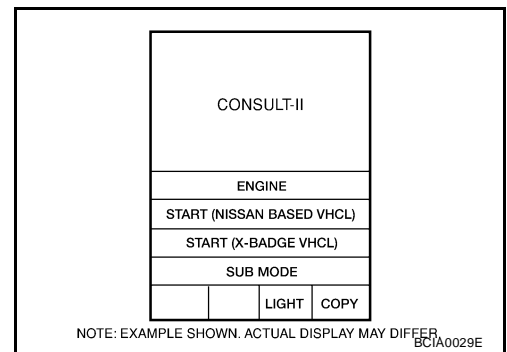 CONSULT-II
ENGINE
START (NISSAN BASED VHCL)
START (X-BADGE VHCL)
SUB MODE
LIGHT COPY
NOTE: EXAMPLE SHOWN. ACTUAL DISPLAY MAY DIFFER
BCIA0029E